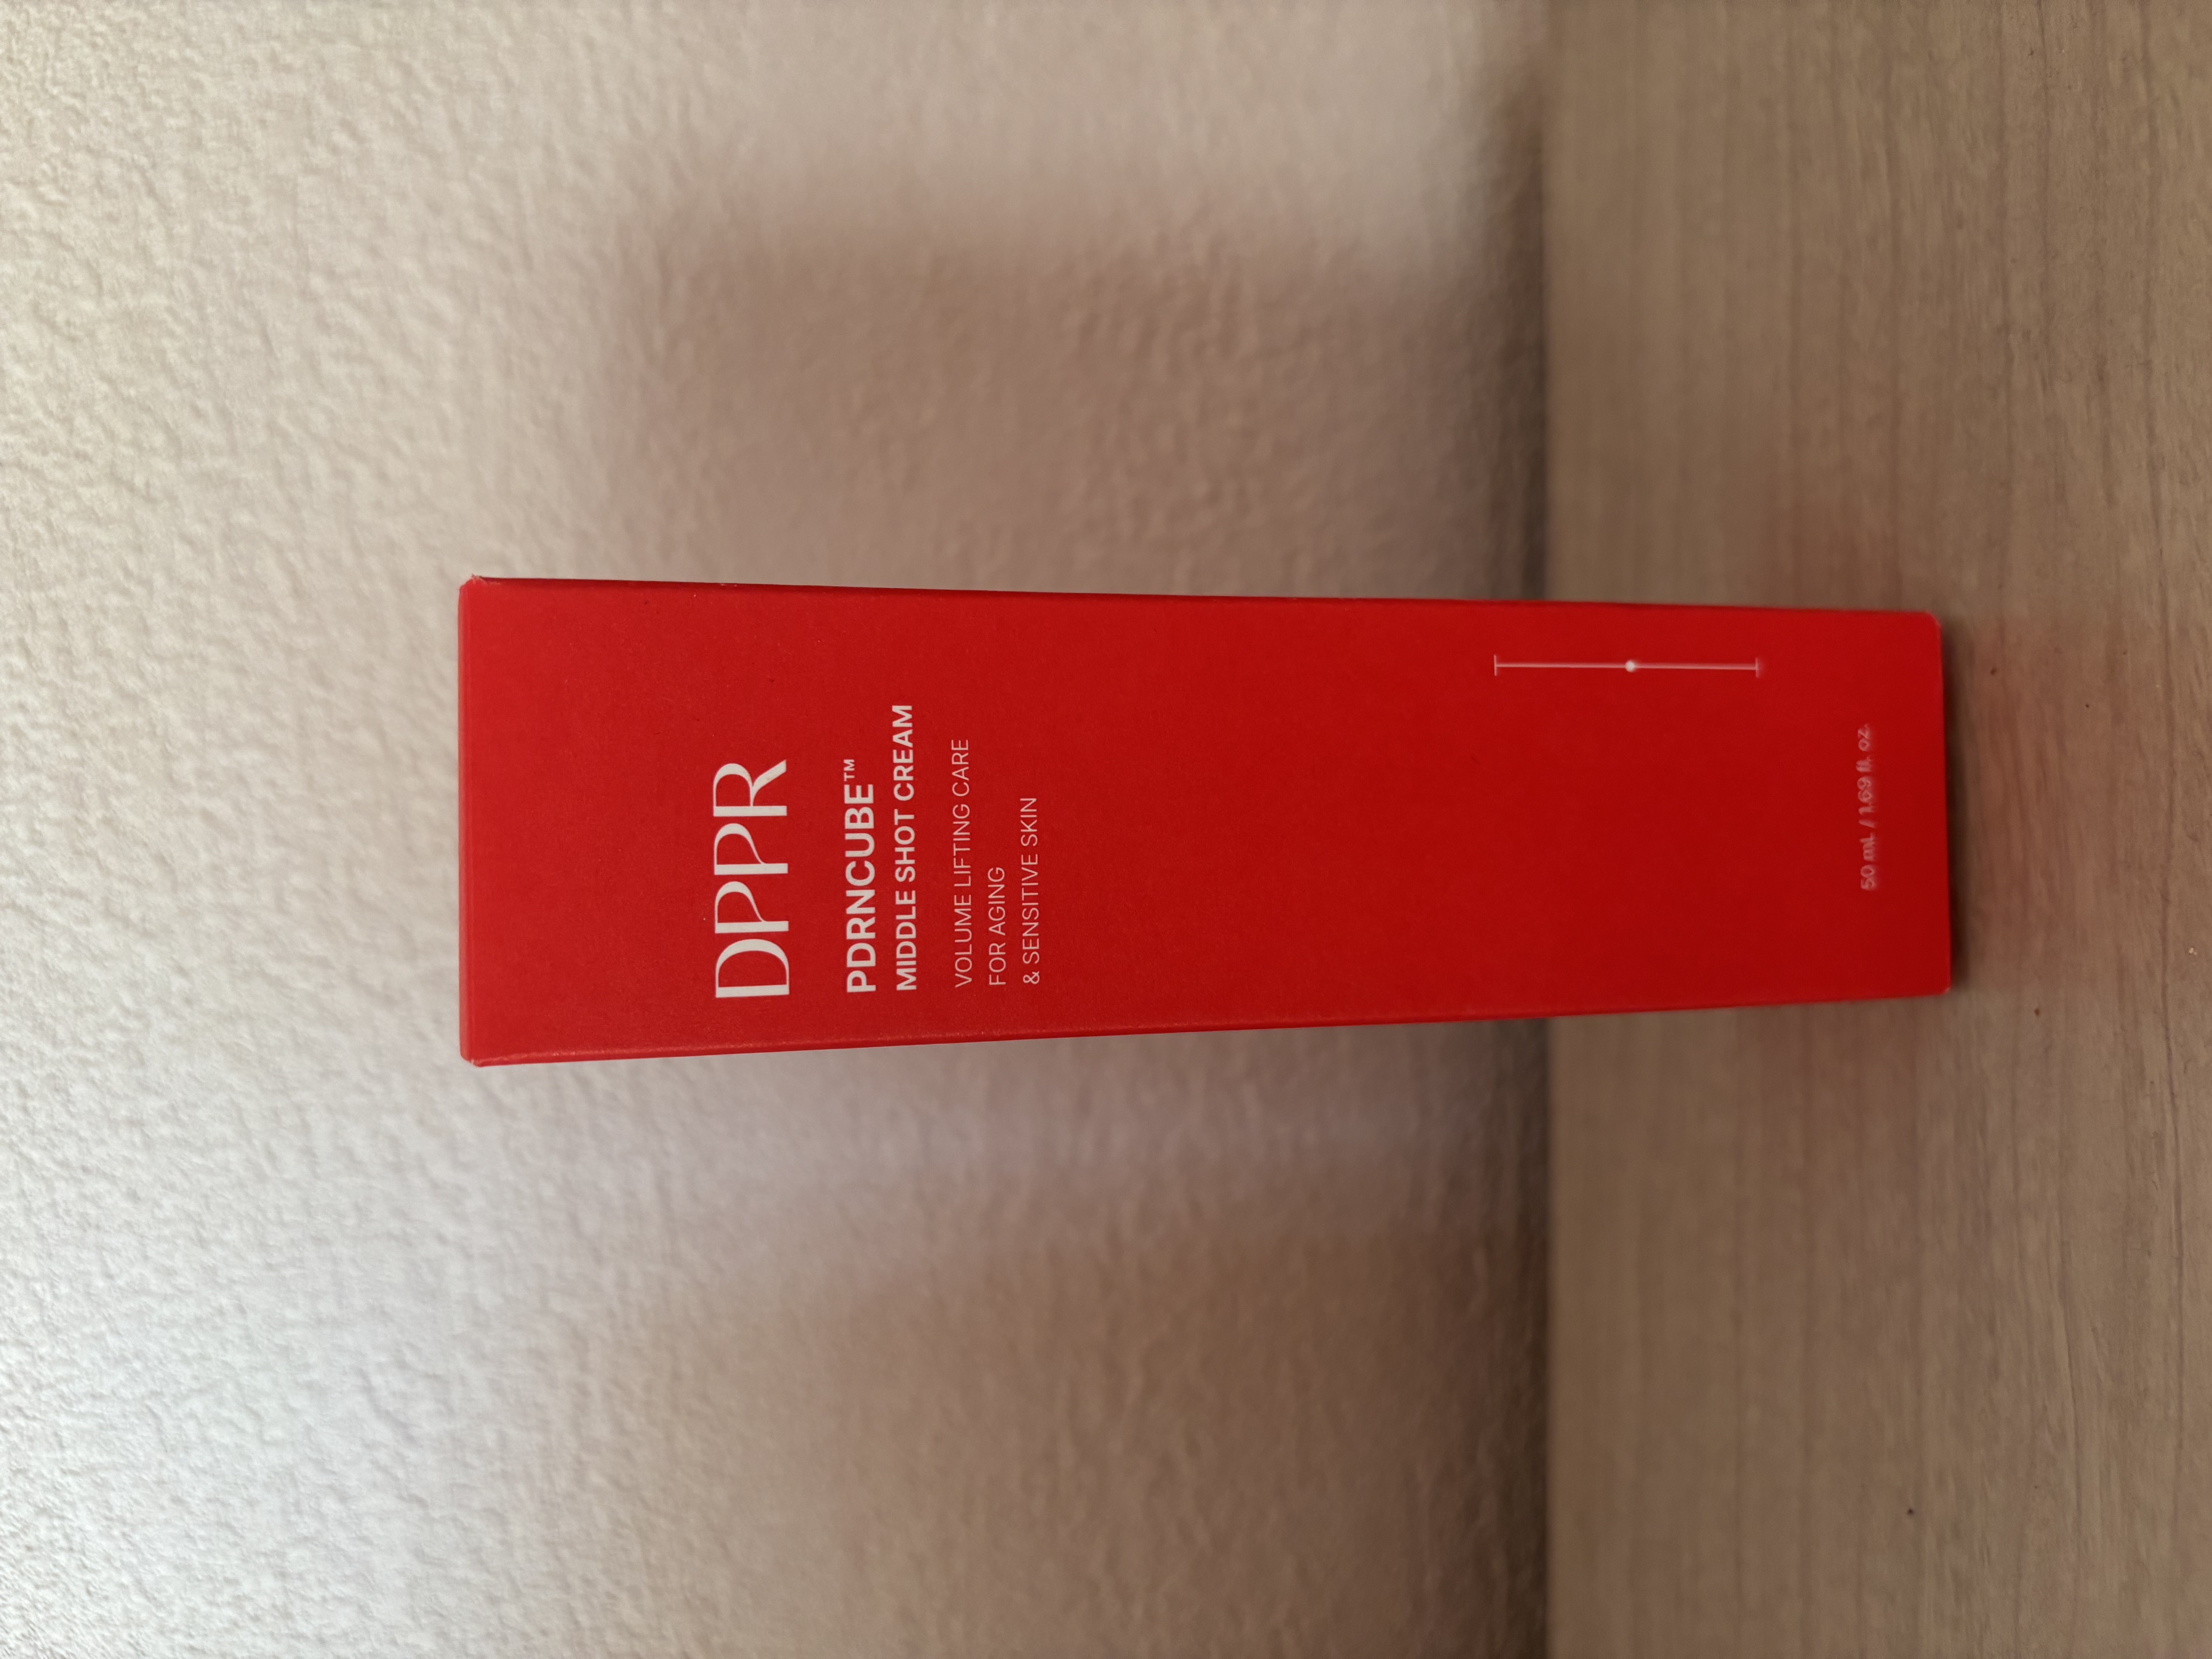 DPPR
PDRNCUBE™
MIDDLE SHOT CREAM
VOLUME LIFTING CARE
FOR AGING
& SENSITIVE SKIN
50 mL / 1.69 fl. oz.